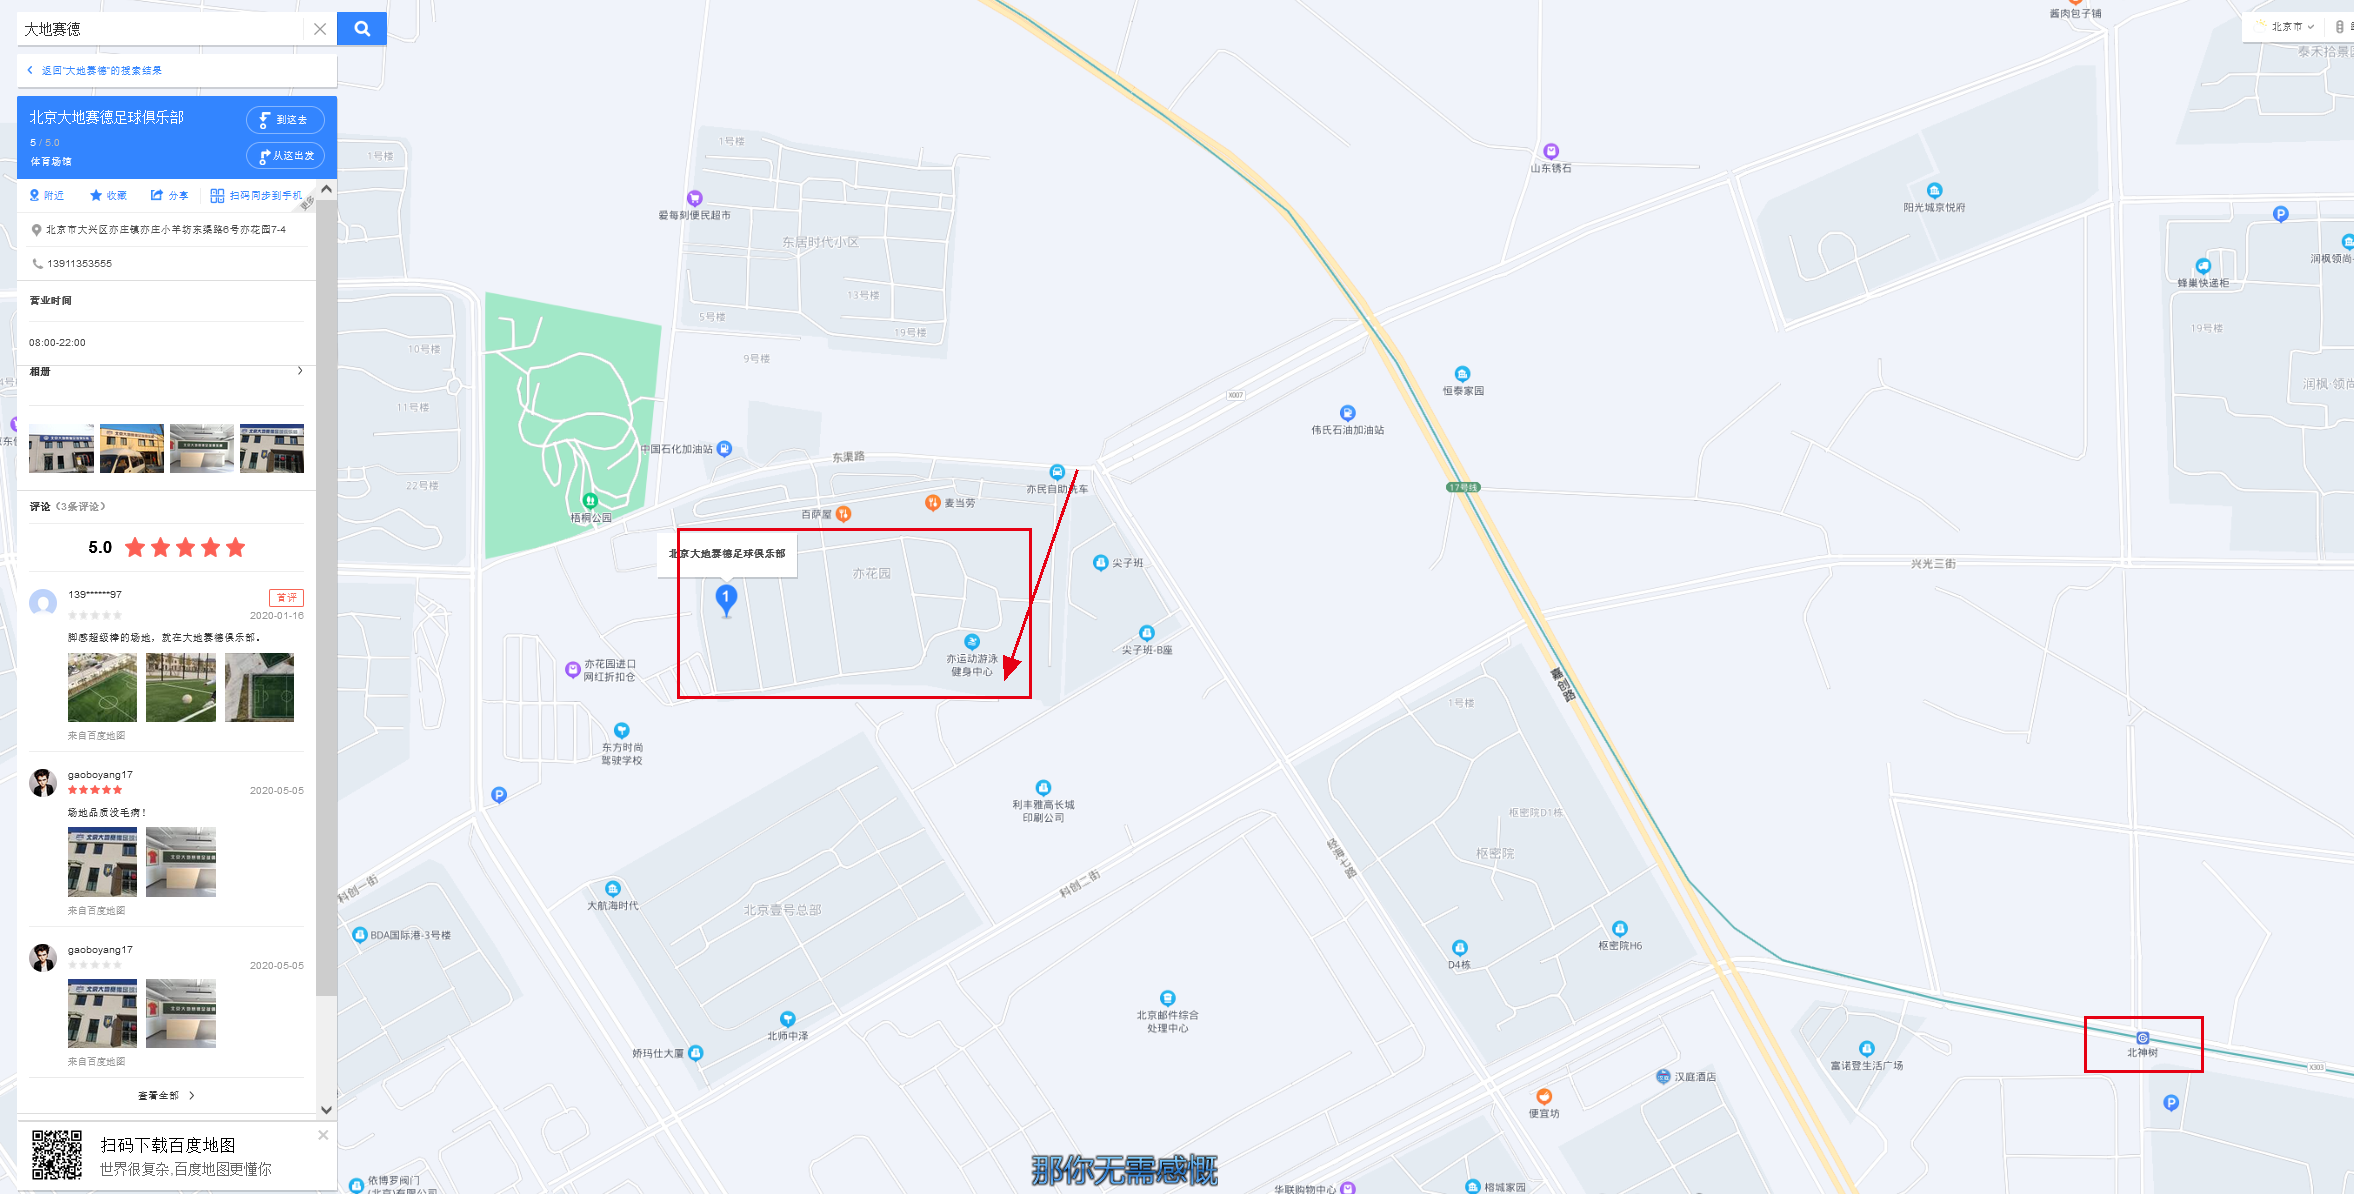 大地赛德
返回"大地赛德"的搜索结果
北京大地赛德足球俱乐部
5 / 5.0
体育场馆
到这去
从这出发
附近
收藏
分享
扫码同步到手机
更多
北京市大兴区亦庄镇亦庄小羊坊东渠路6号亦花园7-4
13911353555
营业时间
08:00-22:00
相册
评论 (3条评论)
5.0
139******97
首评
2020-01-16
脚感超级棒的场地，就在大地赛德俱乐部。
来自百度地图
gaoboyang17
2020-05-05
场地品质没毛病！
来自百度地图
gaoboyang17
2020-05-05
来自百度地图
查看全部
扫码下载百度地图
世界很复杂,百度地图更懂你
酱肉包子铺
北京市
泰禾拾景园
1号楼
1号楼
山东锈石
阳光城京悦府
P
爱每刻便民超市
东居时代小区
润枫领尚
蜂巢快递柜
13号楼
5号楼
19号楼
19号楼
10号楼
9号楼
恒泰家园
润枫·领尚
X007
11号楼
伟氏石油加油站
中国石化加油站
东渠路
亦民自助洗车
22号楼
17号线
麦当劳
百萨屋
梧桐公园
北京大地赛德足球俱乐部
1
亦花园
尖子班
兴光三街
尖子班-B座
亦运动游泳
健身中心
亦花园进口
网红折扣仓
嘉创路
1号楼
东方时尚
驾驶学校
P
利丰雅高长城
印刷公司
枢密院D1栋
枢密院
经海七路
科创一街
科创二街
大航海时代
北京壹号总部
BDA国际港-3号楼
枢密院H6
D4栋
北京邮件综合
处理中心
北师中泽
娇玛仕大厦
北神树
富诺登生活广场
X303
汉庭酒店
便宜坊
P
那你无需感慨
依博罗阀门
(北京)有限公司
华联购物中心
榕城家园